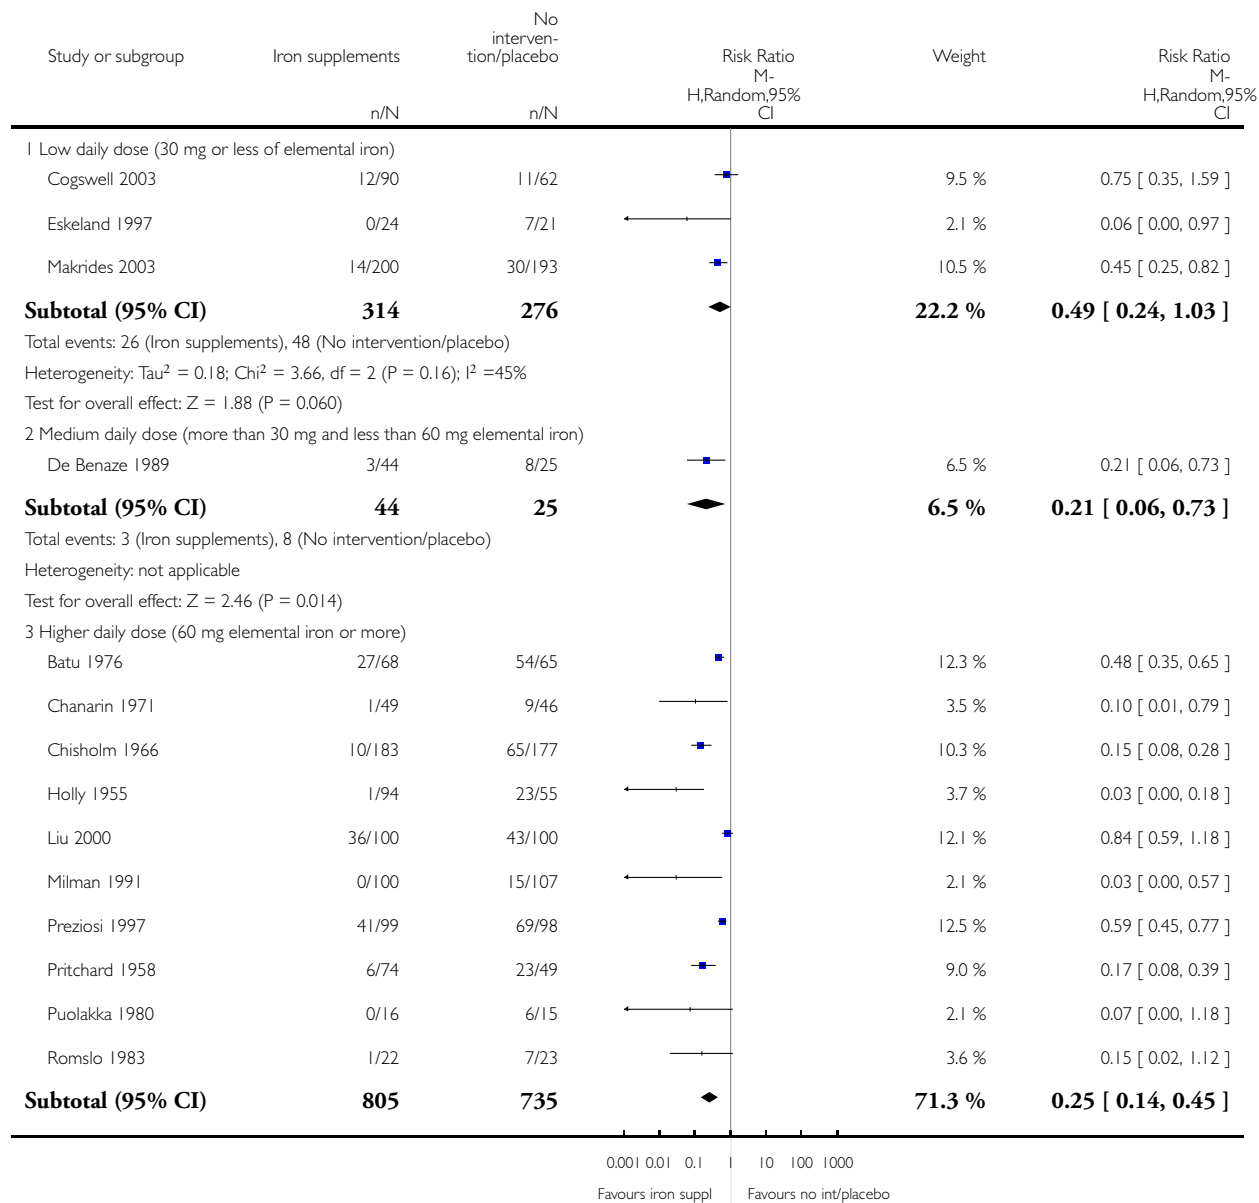 No
interven-
Study or subgroup Iron supplements tion/placebo Risk Ratio Weight Risk Ratio
M- M-
H,Random,95% H,Random,95%
n/N n/N CI CI
1 Low daily dose (30 mg or less of elemental iron)
Cogswell 2003 12/90 11/62 9.5 % 0.75 [ 0.35, 1.59 ]
Eskeland 1997 0/24 7/21 2.1 % 0.06 [ 0.00, 0.97 ]
Makrides 2003 14/200 30/193 10.5 % 0.45 [ 0.25, 0.82 ]
Subtotal (95% CI) 314 276 22.2 % 0.49 [ 0.24, 1.03 ]
Total events: 26 (Iron supplements), 48 (No intervention/placebo)
Heterogeneity: Tau² = 0.18; Chi² = 3.66, df = 2 (P = 0.16); I² =45%
Test for overall effect: Z = 1.88 (P = 0.060)
2 Medium daily dose (more than 30 mg and less than 60 mg elemental iron)
De Benaze 1989 3/44 8/25 6.5 % 0.21 [ 0.06, 0.73 ]
Subtotal (95% CI) 44 25 6.5 % 0.21 [ 0.06, 0.73 ]
Total events: 3 (Iron supplements), 8 (No intervention/placebo)
Heterogeneity: not applicable
Test for overall effect: Z = 2.46 (P = 0.014)
3 Higher daily dose (60 mg elemental iron or more)
Batu 1976 27/68 54/65 12.3 % 0.48 [ 0.35, 0.65 ]
Chanarin 1971 1/49 9/46 3.5 % 0.10 [ 0.01, 0.79 ]
Chisholm 1966 10/183 65/177 10.3 % 0.15 [ 0.08, 0.28 ]
Holly 1955 1/94 23/55 3.7 % 0.03 [ 0.00, 0.18 ]
Liu 2000 36/100 43/100 12.1 % 0.84 [ 0.59, 1.18 ]
Milman 1991 0/100 15/107 2.1 % 0.03 [ 0.00, 0.57 ]
Preziosi 1997 41/99 69/98 12.5 % 0.59 [ 0.45, 0.77 ]
Pritchard 1958 6/74 23/49 9.0 % 0.17 [ 0.08, 0.39 ]
Puolakka 1980 0/16 6/15 2.1 % 0.07 [ 0.00, 1.18 ]
Romslo 1983 1/22 7/23 3.6 % 0.15 [ 0.02, 1.12 ]
Subtotal (95% CI) 805 735 71.3 % 0.25 [ 0.14, 0.45 ]
0.001 0.01 0.1 1 10 100 1000
Favours iron suppl Favours no int/placebo